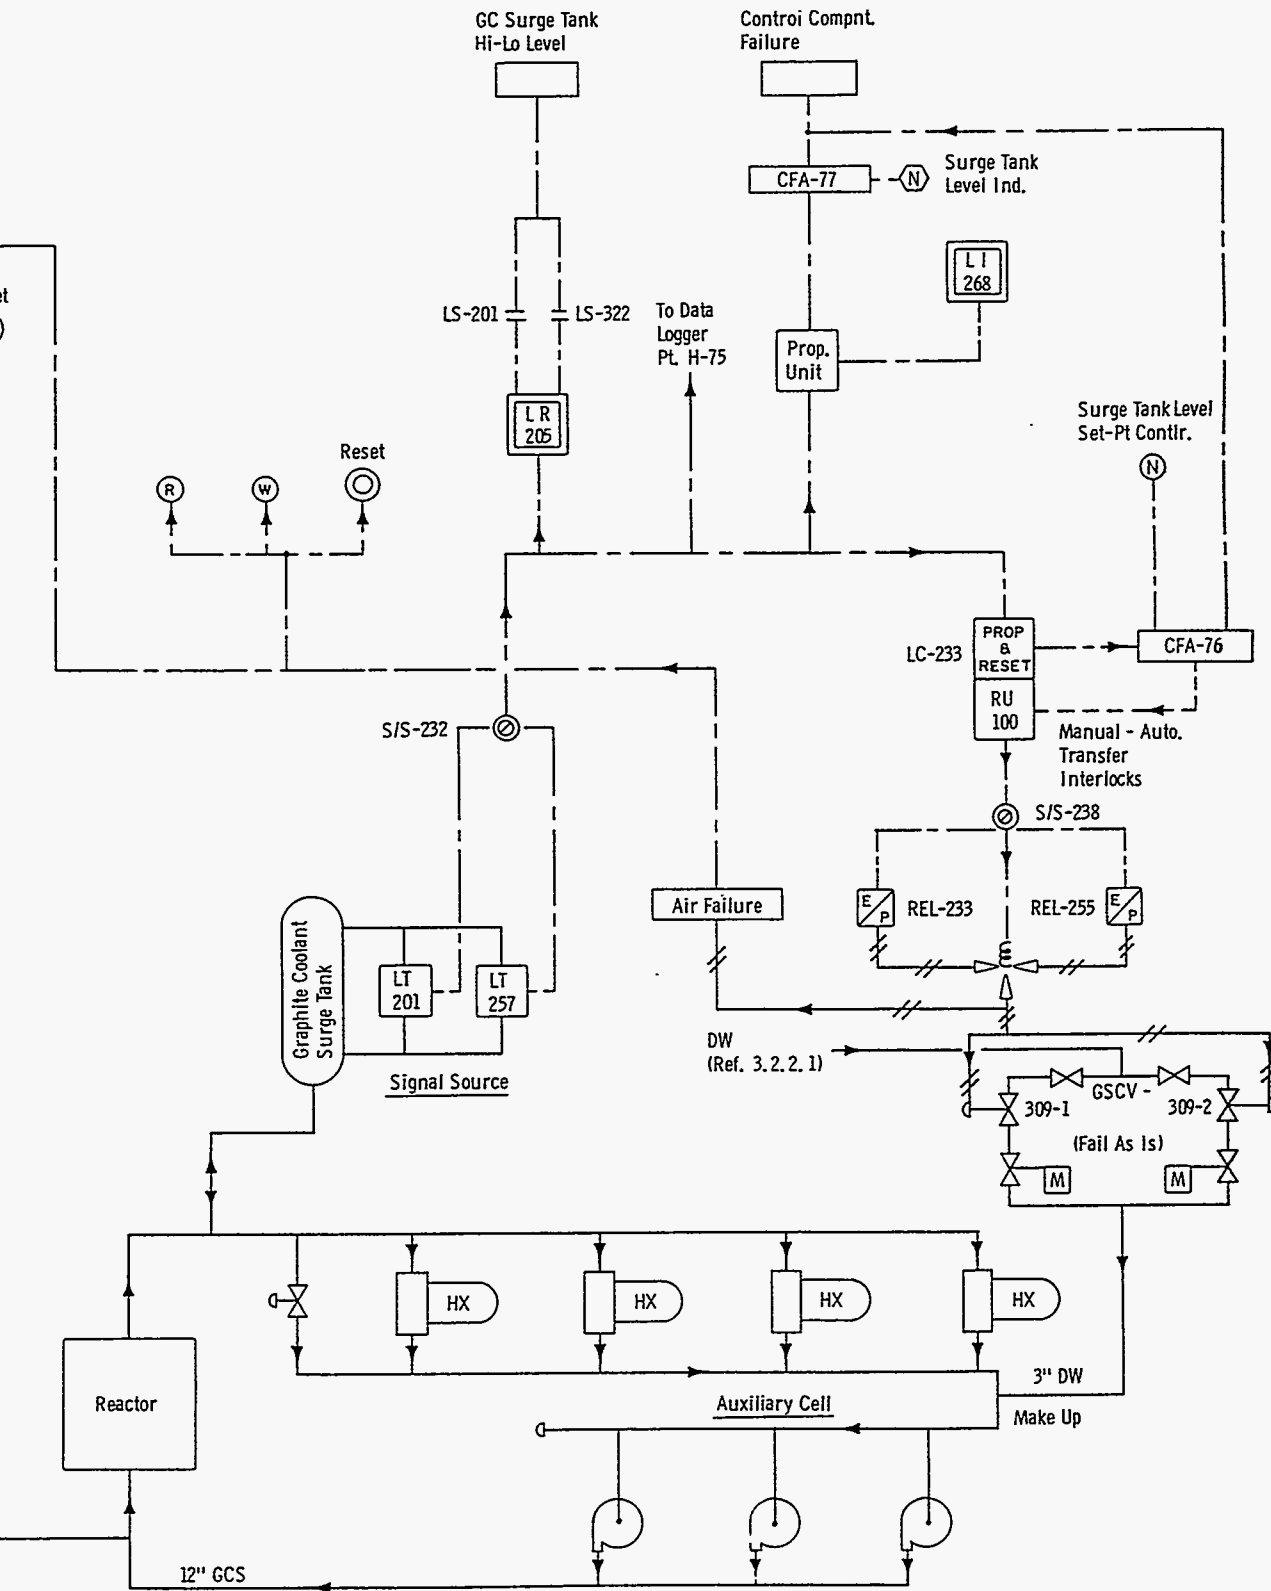 GC Surge Tank
Hi-Lo Level
Controi Compnt.
Failure
CFA-77
N
Surge Tank
Level Ind.
L I
268
et
LS-201
LS-322
To Data
Logger
Pt. H-75
Prop.
Unit
L R
205
Surge Tank Level
Set-Pt Contlr.
N
Reset
R
W
PROP
&
RESET
LC-233
CFA-76
RU
100
S/S-232
Manual - Auto.
Transfer
Interlocks
S/S-238
Air Failure
E
P
REL-233
REL-255
E
P
Graphite Coolant
Surge Tank
LT
201
LT
257
Signal Source
DW
(Ref. 3.2.2.1)
GSCV -
309-1
309-2
(Fail As Is)
M
M
HX
HX
HX
HX
Reactor
3" DW
Auxiliary Cell
Make Up
12" GCS